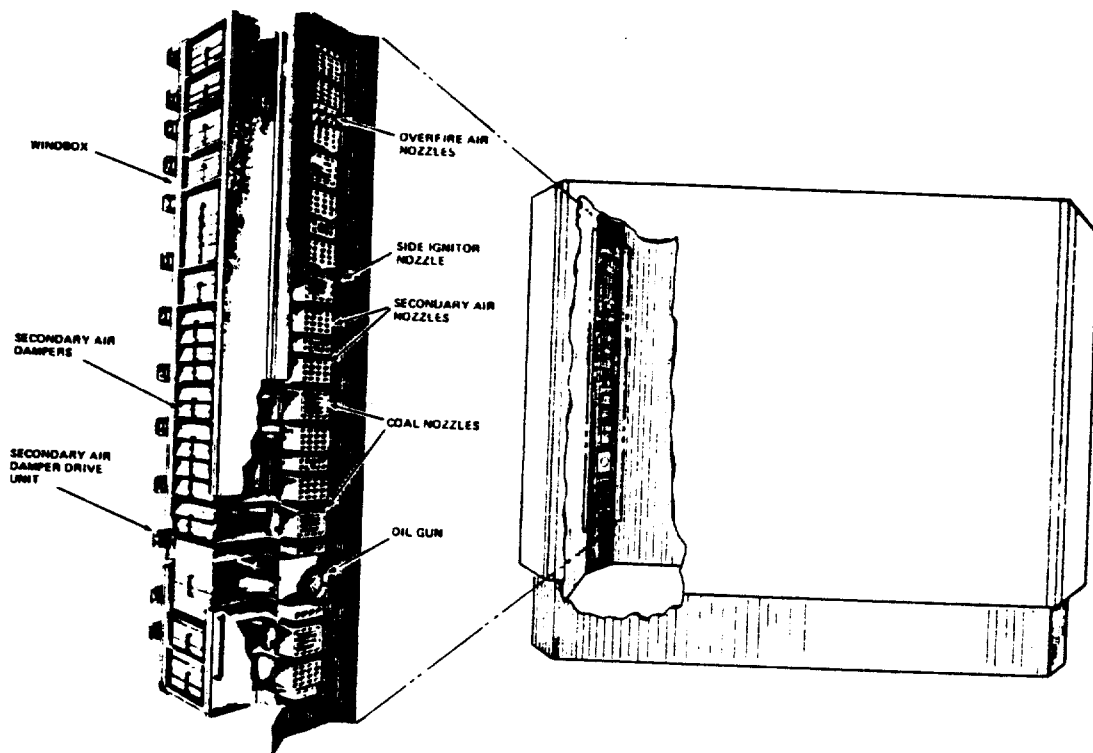 OVERFIRE AIR
NOZZLES
WINDBOX
SIDE IGNITOR
NOZZLE
SECONDARY AIR
NOZZLES
SECONDARY AIR
DAMPERS
COAL NOZZLES
SECONDARY AIR
DAMPER DRIVE
UNIT
OIL GUN